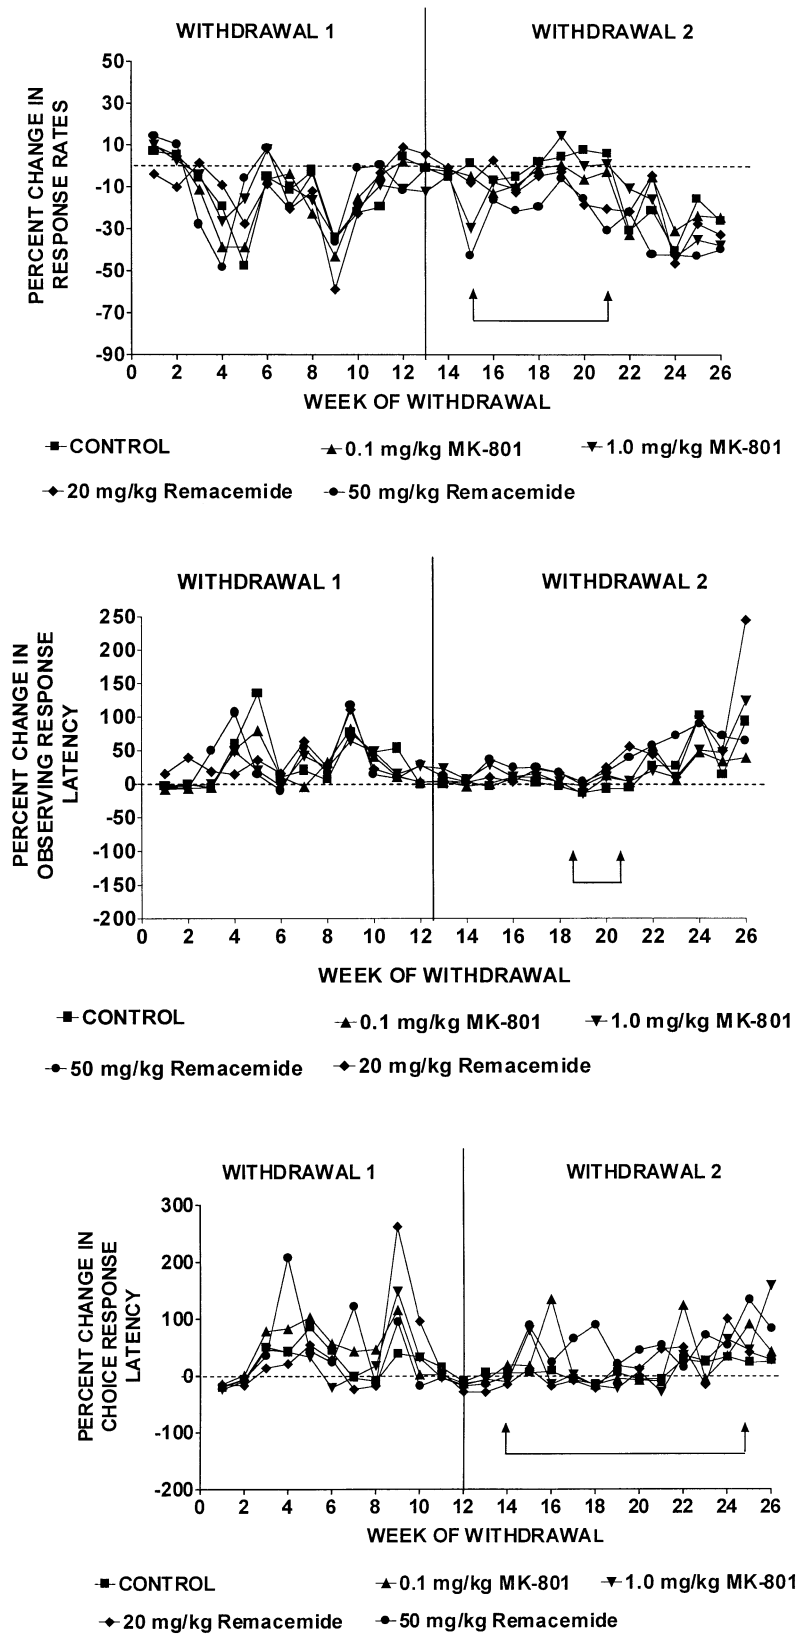 WITHDRAWAL 1 WITHDRAWAL 2
PERCENT CHANGE IN
RESPONSE RATES
50
30
10
-10
-30
-50
-70
-90
0 2 4 6 8 10 12 14 16 18 20 22 24 26
WEEK OF WITHDRAWAL
CONTROL 0.1 mg/kg MK-801 1.0 mg/kg MK-801
20 mg/kg Remacemide 50 mg/kg Remacemide
WITHDRAWAL 1 WITHDRAWAL 2
PERCENT CHANGE IN
OBSERVING RESPONSE
LATENCY
250
200
150
100
50
0
-50
-100
-150
-200
0 2 4 6 8 10 12 14 16 18 20 22 24 26
WEEK OF WITHDRAWAL
CONTROL 0.1 mg/kg MK-801 1.0 mg/kg MK-801
50 mg/kg Remacemide 20 mg/kg Remacemide
WITHDRAWAL 1 WITHDRAWAL 2
PERCENT CHANGE IN
CHOICE RESPONSE
LATENCY
300
200
100
0
-100
-200
0 2 4 6 8 10 12 14 16 18 20 22 24 26
WEEK OF WITHDRAWAL
CONTROL 0.1 mg/kg MK-801 1.0 mg/kg MK-801
20 mg/kg Remacemide 50 mg/kg Remacemide